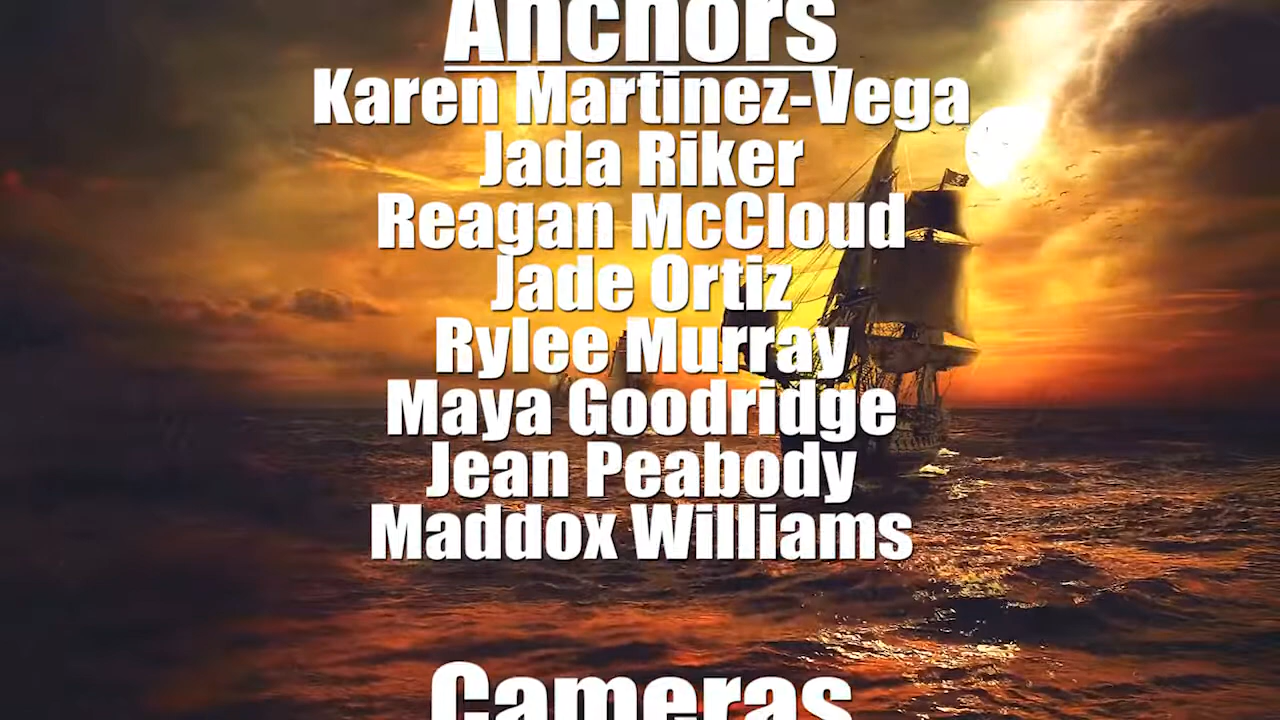 Anchors
Karen Martinez-Vega
Jada Riker
Reagan McCloud
Jade Ortiz
Rylee Murray
Maya Goodridge
Jean Peabody
Maddox Williams
Cameras